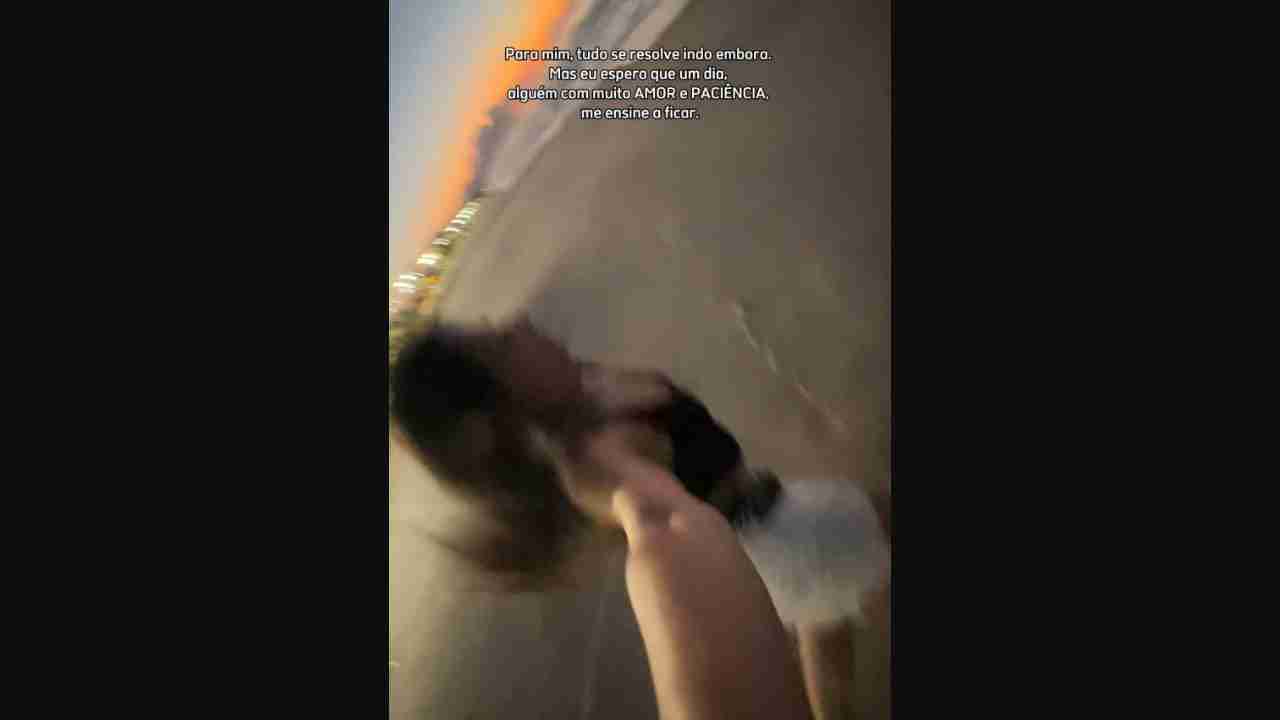 Para mim, tudo se resolve indo embora.
Mas eu espero que um dia,
alguém com muito AMOR e PACIÊNCIA,
me ensine a ficar.